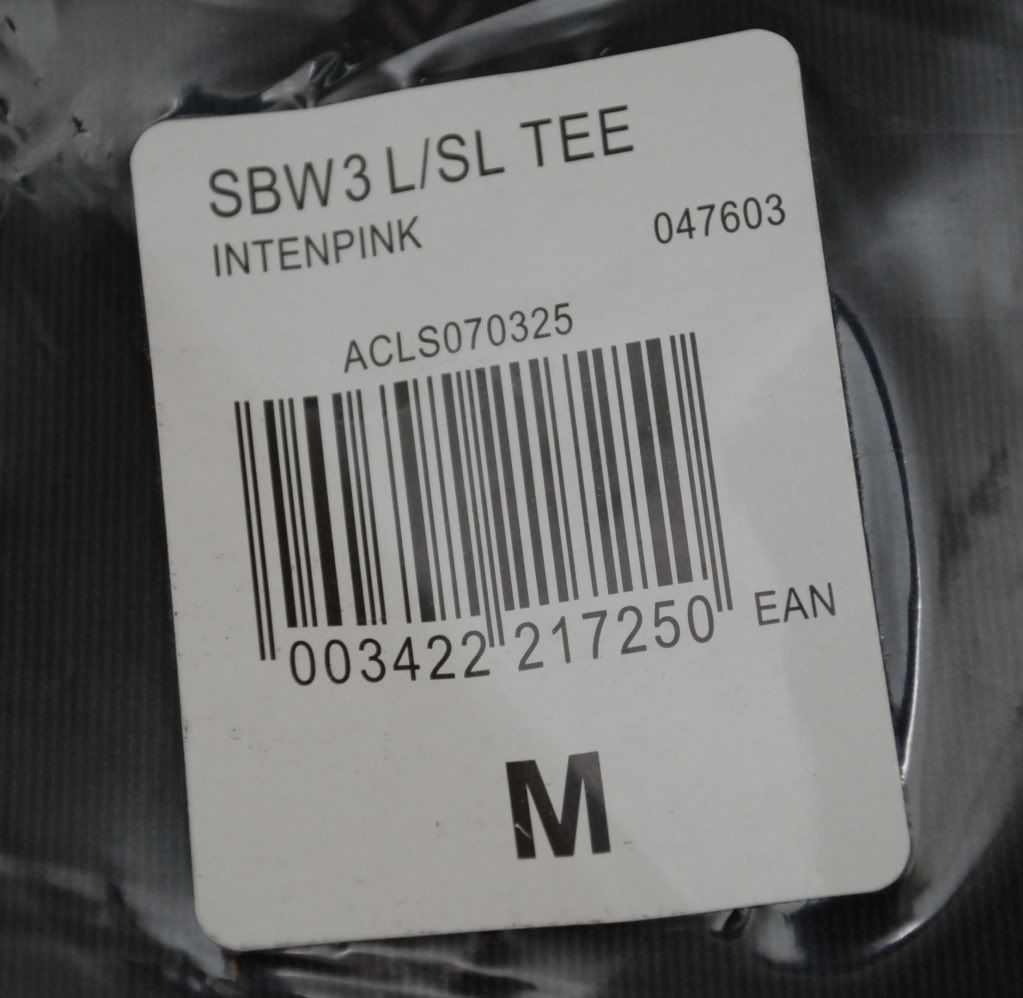 SBW3 L/SL TEE
INTENPINK 047603
ACLS070325
003422 217250 EAN
M